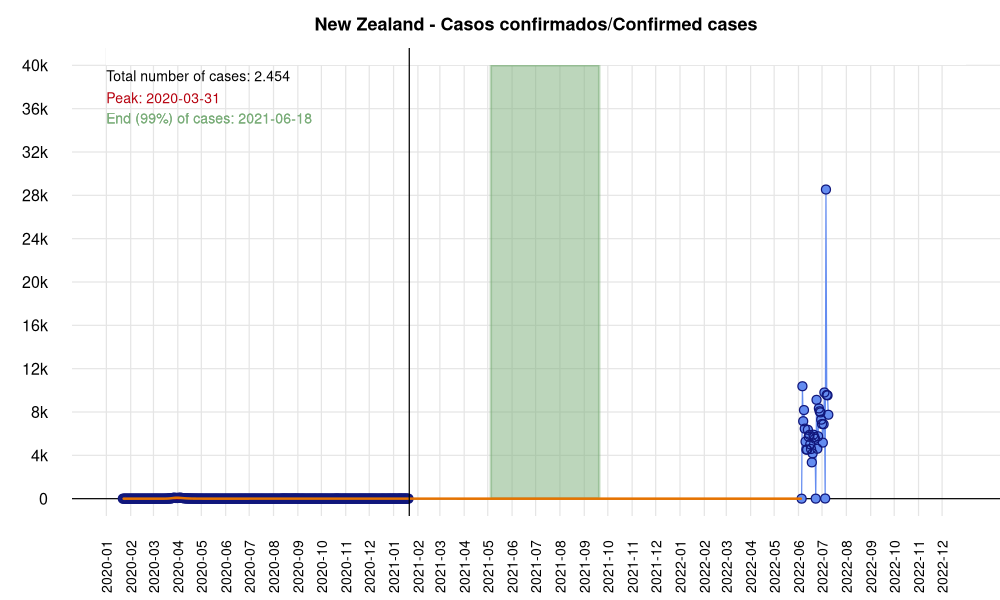 New Zealand - Casos confirmados/Confirmed cases
40k
36k
32k
28k
24k
20k
16k
12k
8k
4k
0
Total number of cases: 2.454
Peak: 2020-03-31
End (99%) of cases: 2021-06-18
2020-01
2020-02
2020-03
2020-04
2020-05
2020-06
2020-07
2020-08
2020-09
2020-10
2020-11
2020-12
2021-01
2021-02
2021-03
2021-04
2021-05
2021-06
2021-07
2021-08
2021-09
2021-10
2021-11
2021-12
2022-01
2022-02
2022-03
2022-04
2022-05
2022-06
2022-07
2022-08
2022-09
2022-10
2022-11
2022-12